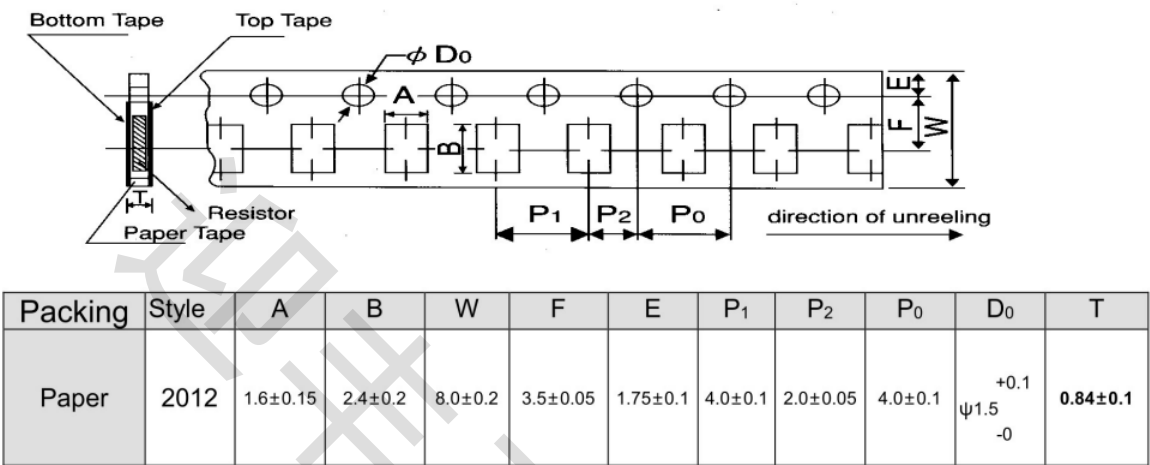 Bottom Tape Top Tape
ϕ D₀
A
B
E
F
W
T
Resistor
Paper Tape
P₁ P₂ P₀ direction of unreeling
Packing Style A B W F E P₁ P₂ P₀ D₀ T
Paper 2012 1.6±0.15 2.4±0.2 8.0±0.2 3.5±0.05 1.75±0.1 4.0±0.1 2.0±0.05 4.0±0.1 ψ1.5 +0.1 -0 0.84±0.1